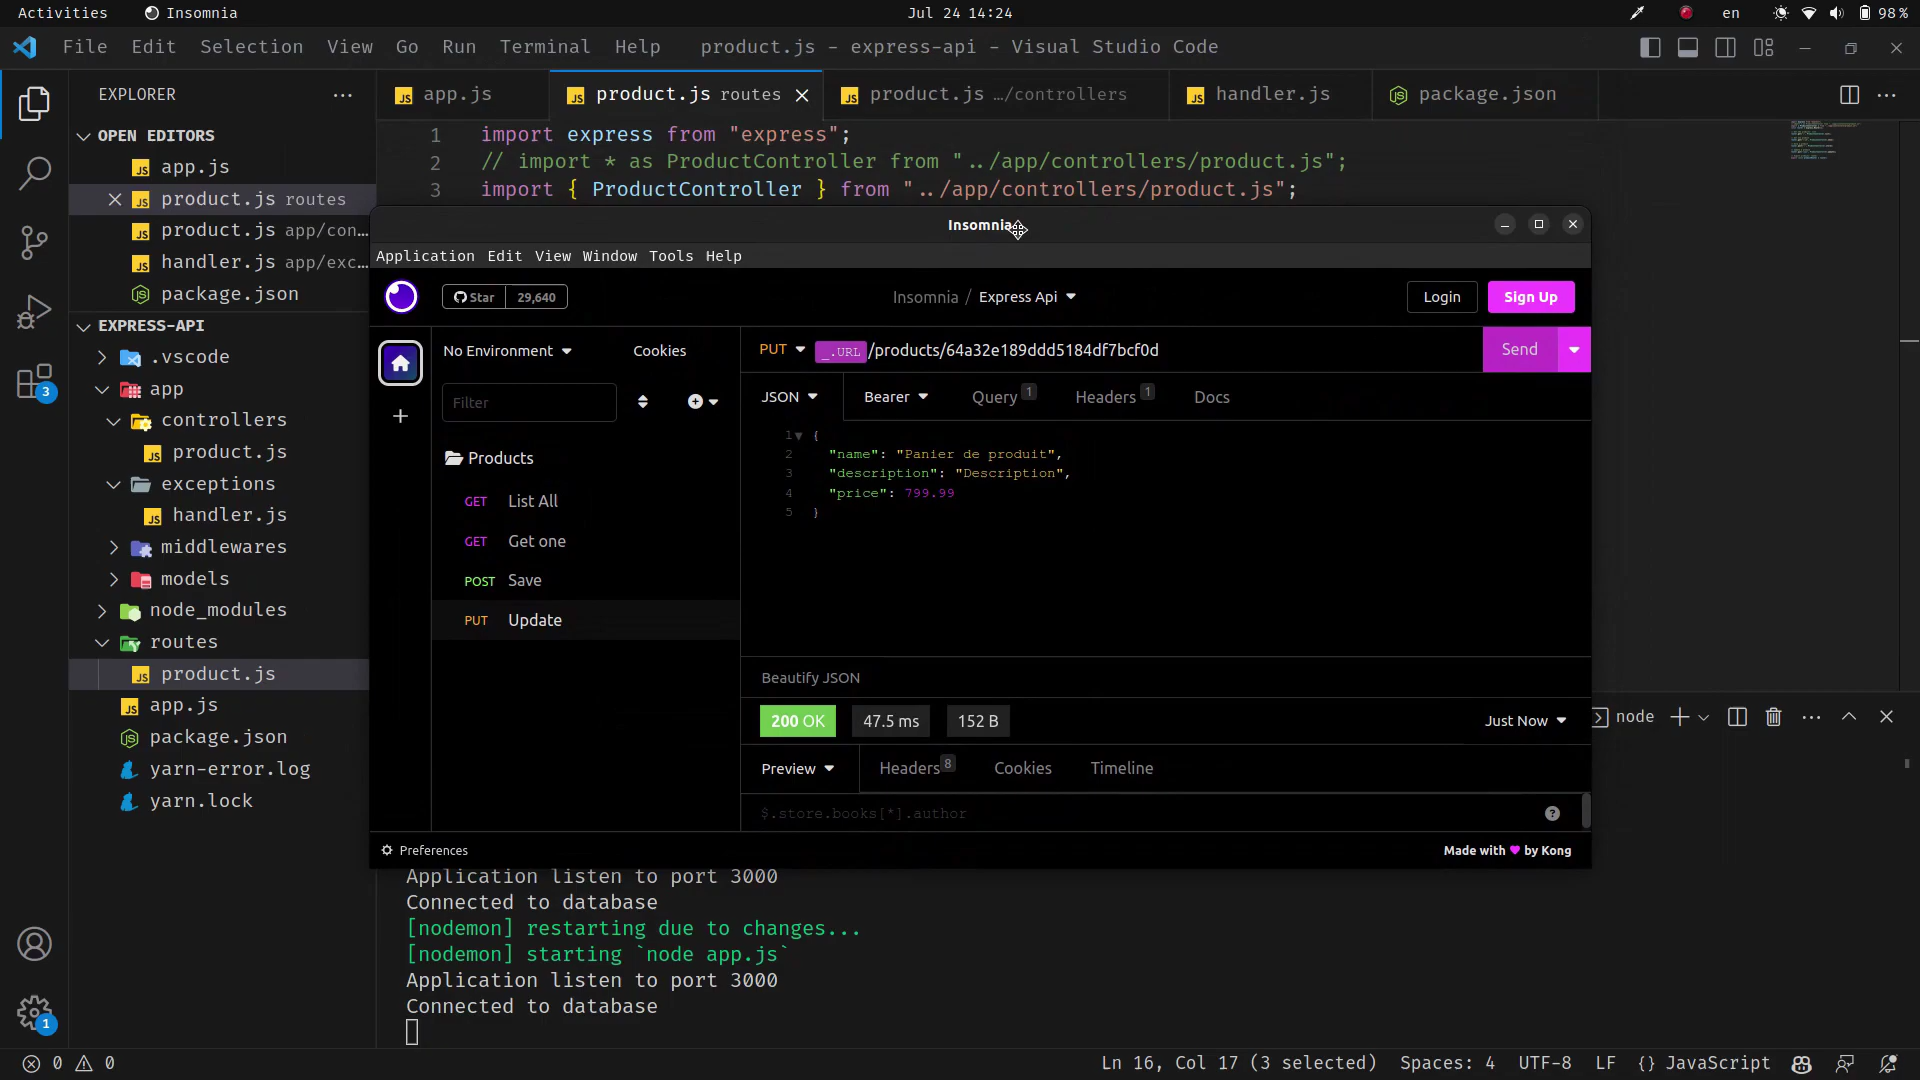 Activities
Insomnia
Jul 24 14:24
en
98%
File Edit Selection View Go Run Terminal Help
product.js - express-api - Visual Studio Code
EXPLORER
app.js
product.js routes
product.js …/controllers
handler.js
package.json
OPEN EDITORS
app.js
product.js routes
product.js app/con…
handler.js app/exc…
package.json
1 import express from "express";
2 // import * as ProductController from "../app/controllers/product.js";
3 import { ProductController } from "../app/controllers/product.js";
EXPRESS-API
.vscode
app
controllers
product.js
exceptions
handler.js
middlewares
models
node_modules
routes
product.js
app.js
package.json
yarn-error.log
yarn.lock
3
1
Insomnia
Application Edit View Window Tools Help
Star 29,640
Insomnia / Express Api
Login
Sign Up
No Environment
Cookies
PUT _.URL/products/64a32e189ddd5184df7bcf0d
Send
Filter
JSON
Bearer
Query 1
Headers 1
Docs
Products
GET List All
GET Get one
POST Save
PUT Update
1 {
2 "name": "Panier de produit",
3 "description": "Description",
4 "price": 799.99
5 }
Beautify JSON
200 OK
47.5 ms
152 B
Just Now
Preview
Headers 8
Cookies
Timeline
$.store.books[*].author
Preferences
Made with ♥ by Kong
node
Application listen to port 3000
Connected to database
[nodemon] restarting due to changes...
[nodemon] starting `node app.js`
Application listen to port 3000
Connected to database
0 0
Ln 16, Col 17 (3 selected)
Spaces: 4
UTF-8
LF
{} JavaScript